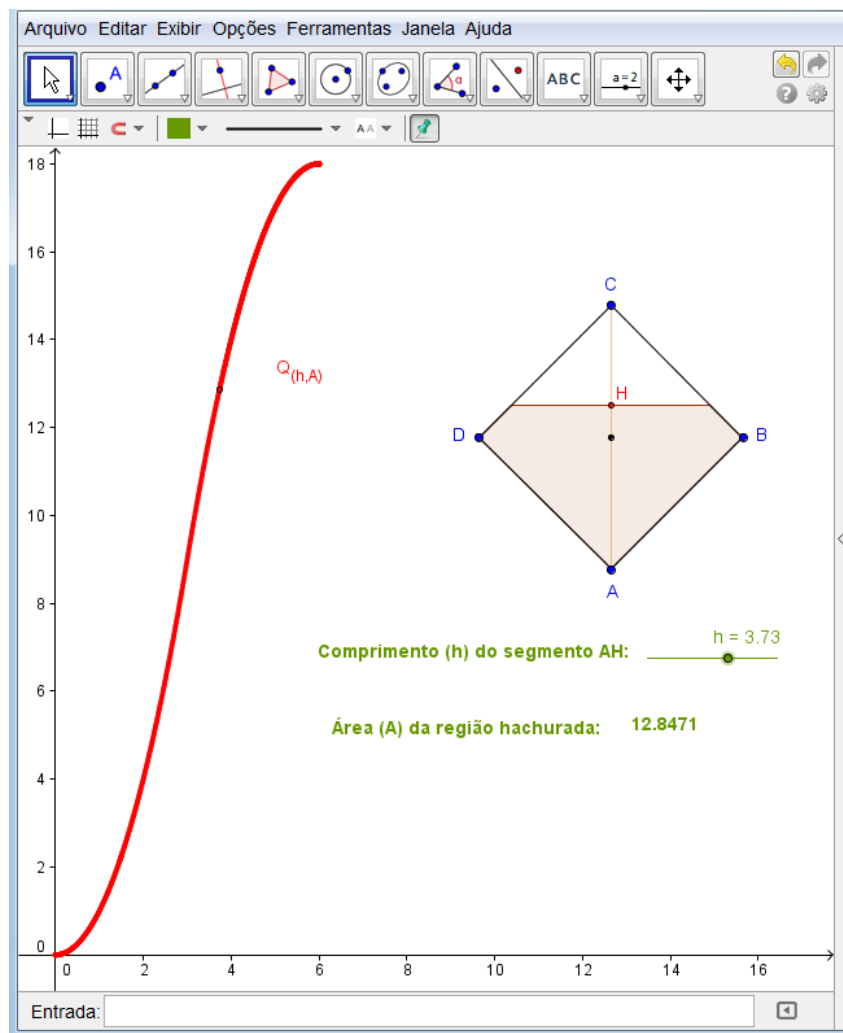 Arquivo Editar Exibir Opções Ferramentas Janela Ajuda
A α ABC a=2
AA
18
16
14
12
10
8
6
4
2
0
0 2 4 6 8 10 12 14 16
Q(h,A)
C
H
D B
A
h = 3.73
Comprimento (h) do segmento AH:
Área (A) da região hachurada: 12.8471
Entrada: